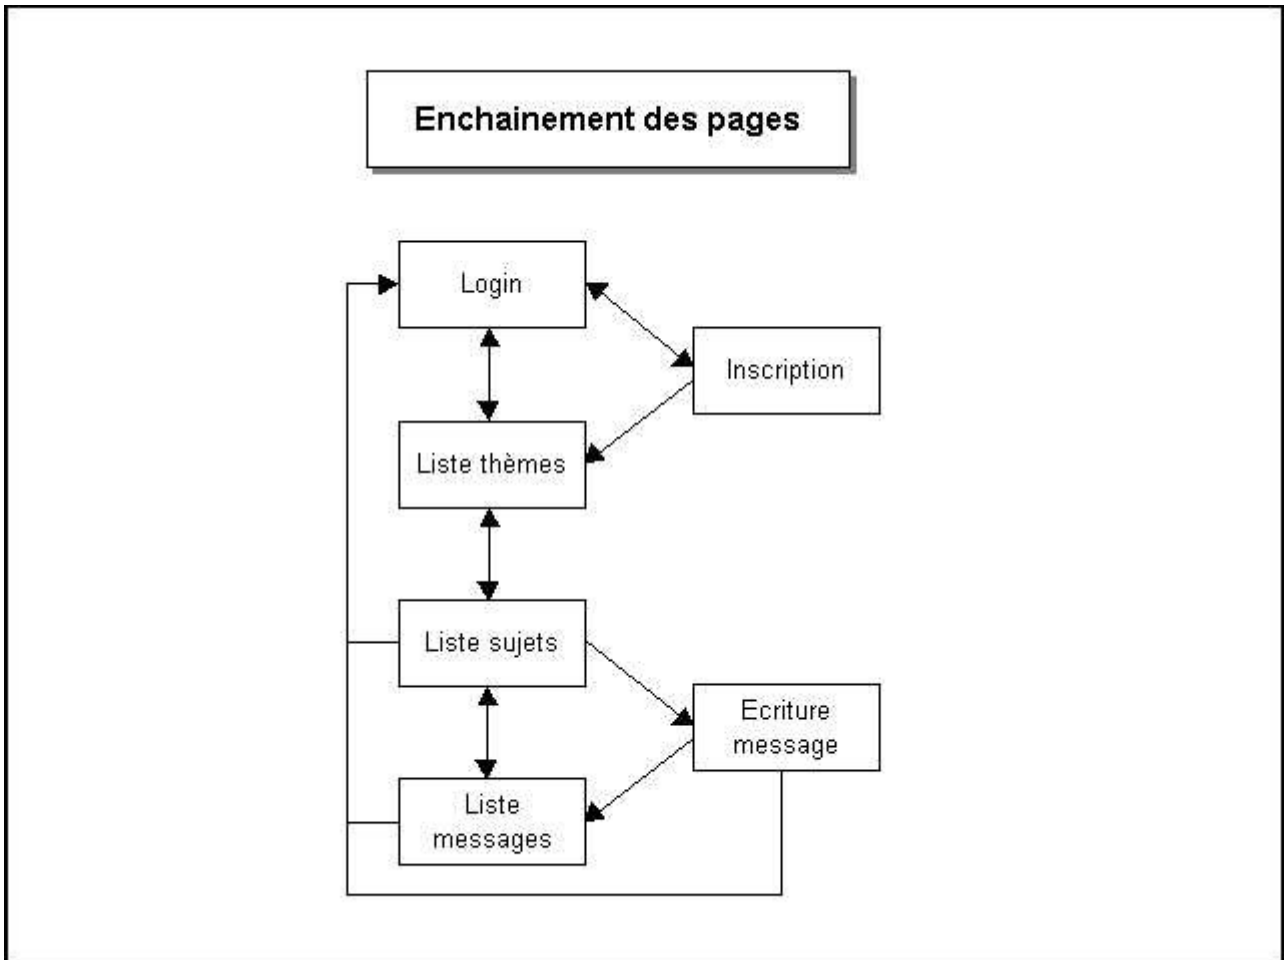 Enchainement des pages
Login
Inscription
Liste thèmes
Liste sujets
Ecriture
message
Liste
messages